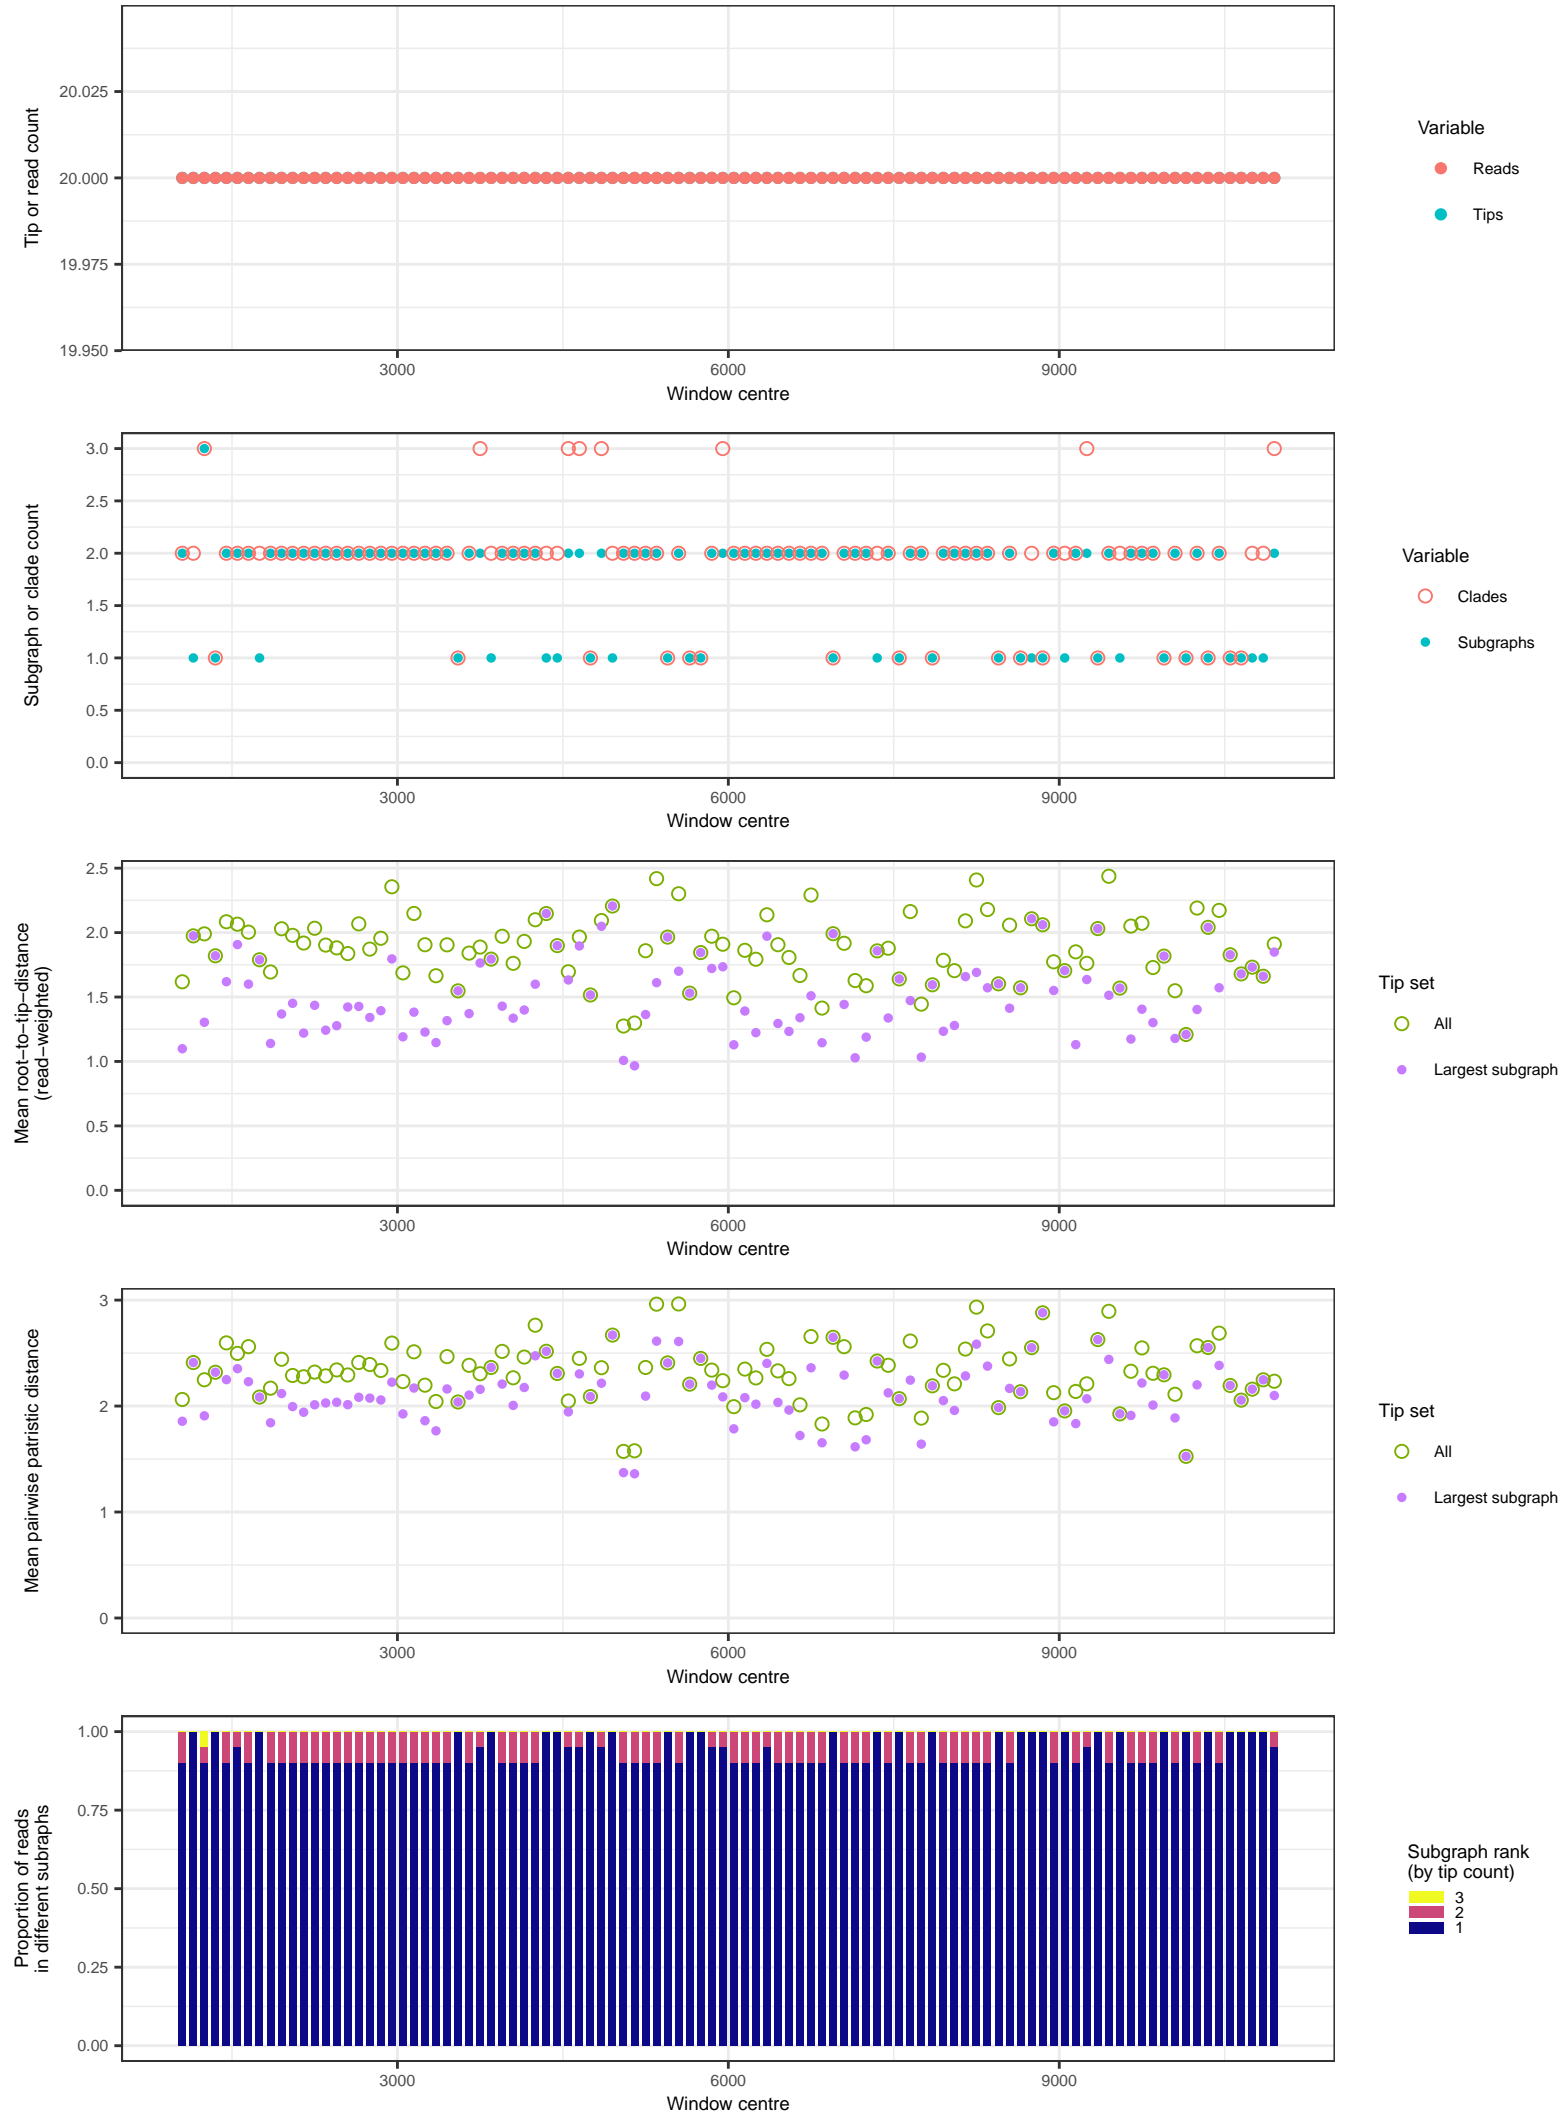 20.025
20.000
19.975
19.950
Tip or read count
3000 6000 9000
Window centre
Variable
Reads
Tips
3.0
2.5
2.0
1.5
1.0
0.5
0.0
Subgraph or clade count
3000 6000 9000
Window centre
Variable
Clades
Subgraphs
2.5
2.0
1.5
1.0
0.5
0.0
Mean root−to−tip−distance
(read−weighted)
3000 6000 9000
Window centre
Tip set
All
Largest subgraph
3
2
1
0
Mean pairwise patristic distance
3000 6000 9000
Window centre
Tip set
All
Largest subgraph
1.00
0.75
0.50
0.25
0.00
Proportion of reads
in different subraphs
3000 6000 9000
Window centre
Subgraph rank
(by tip count)
3
2
1